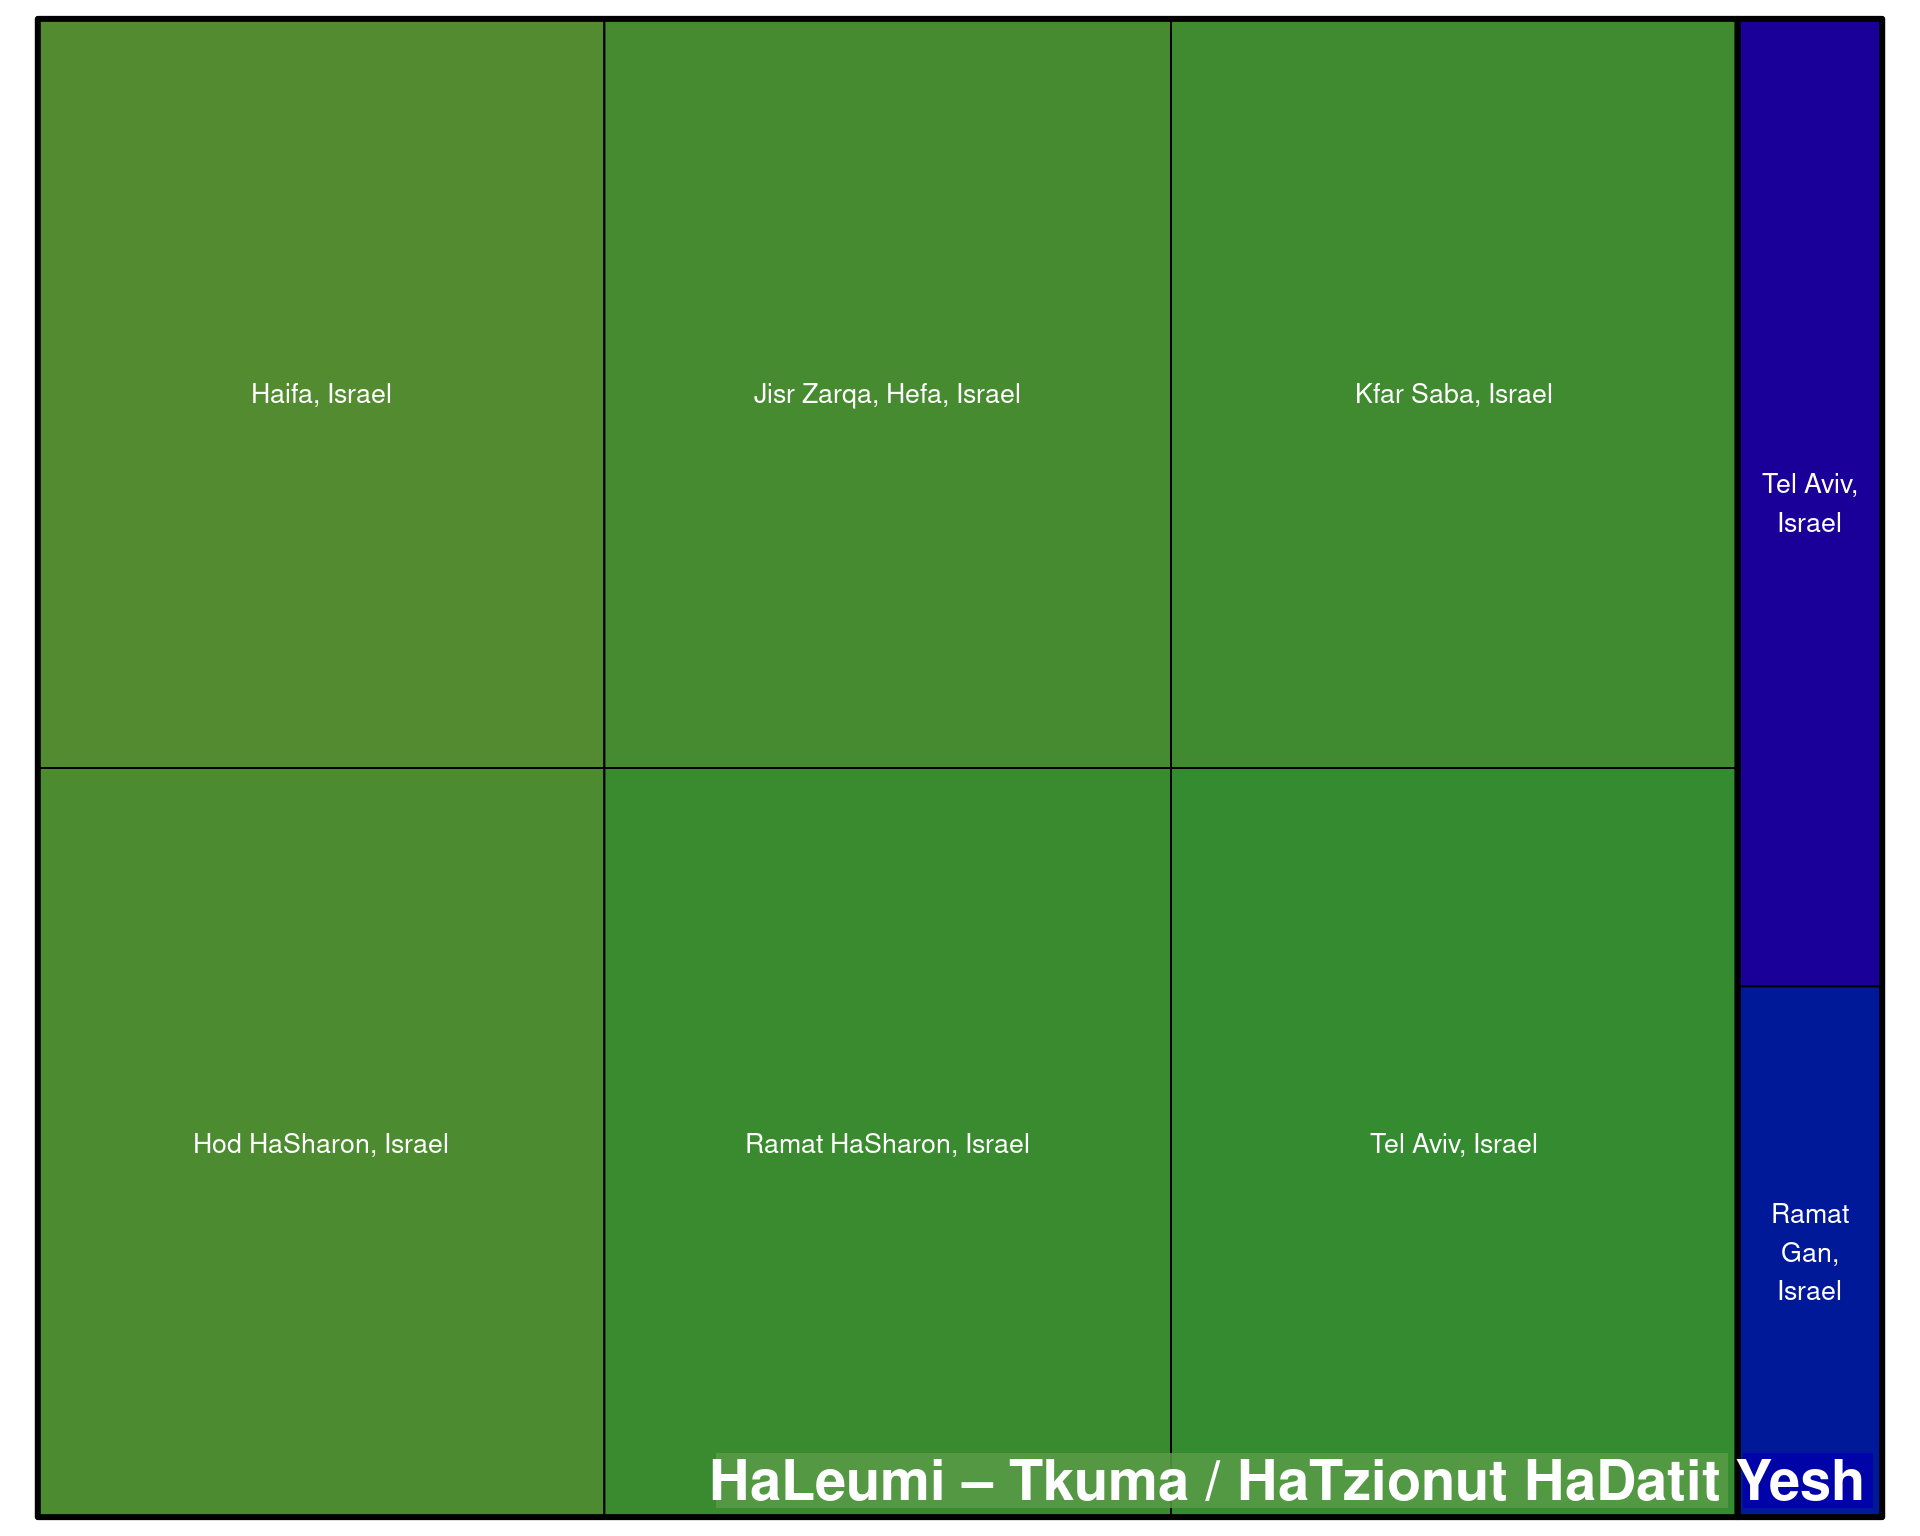 Haifa, Israel
Jisr Zarqa, Hefa, Israel
Kfar Saba, Israel
Tel Aviv,
Israel
Hod HaSharon, Israel
Ramat HaSharon, Israel
Tel Aviv, Israel
Ramat
Gan,
Israel
HaLeumi – Tkuma / HaTzionut HaDatit
Yesh